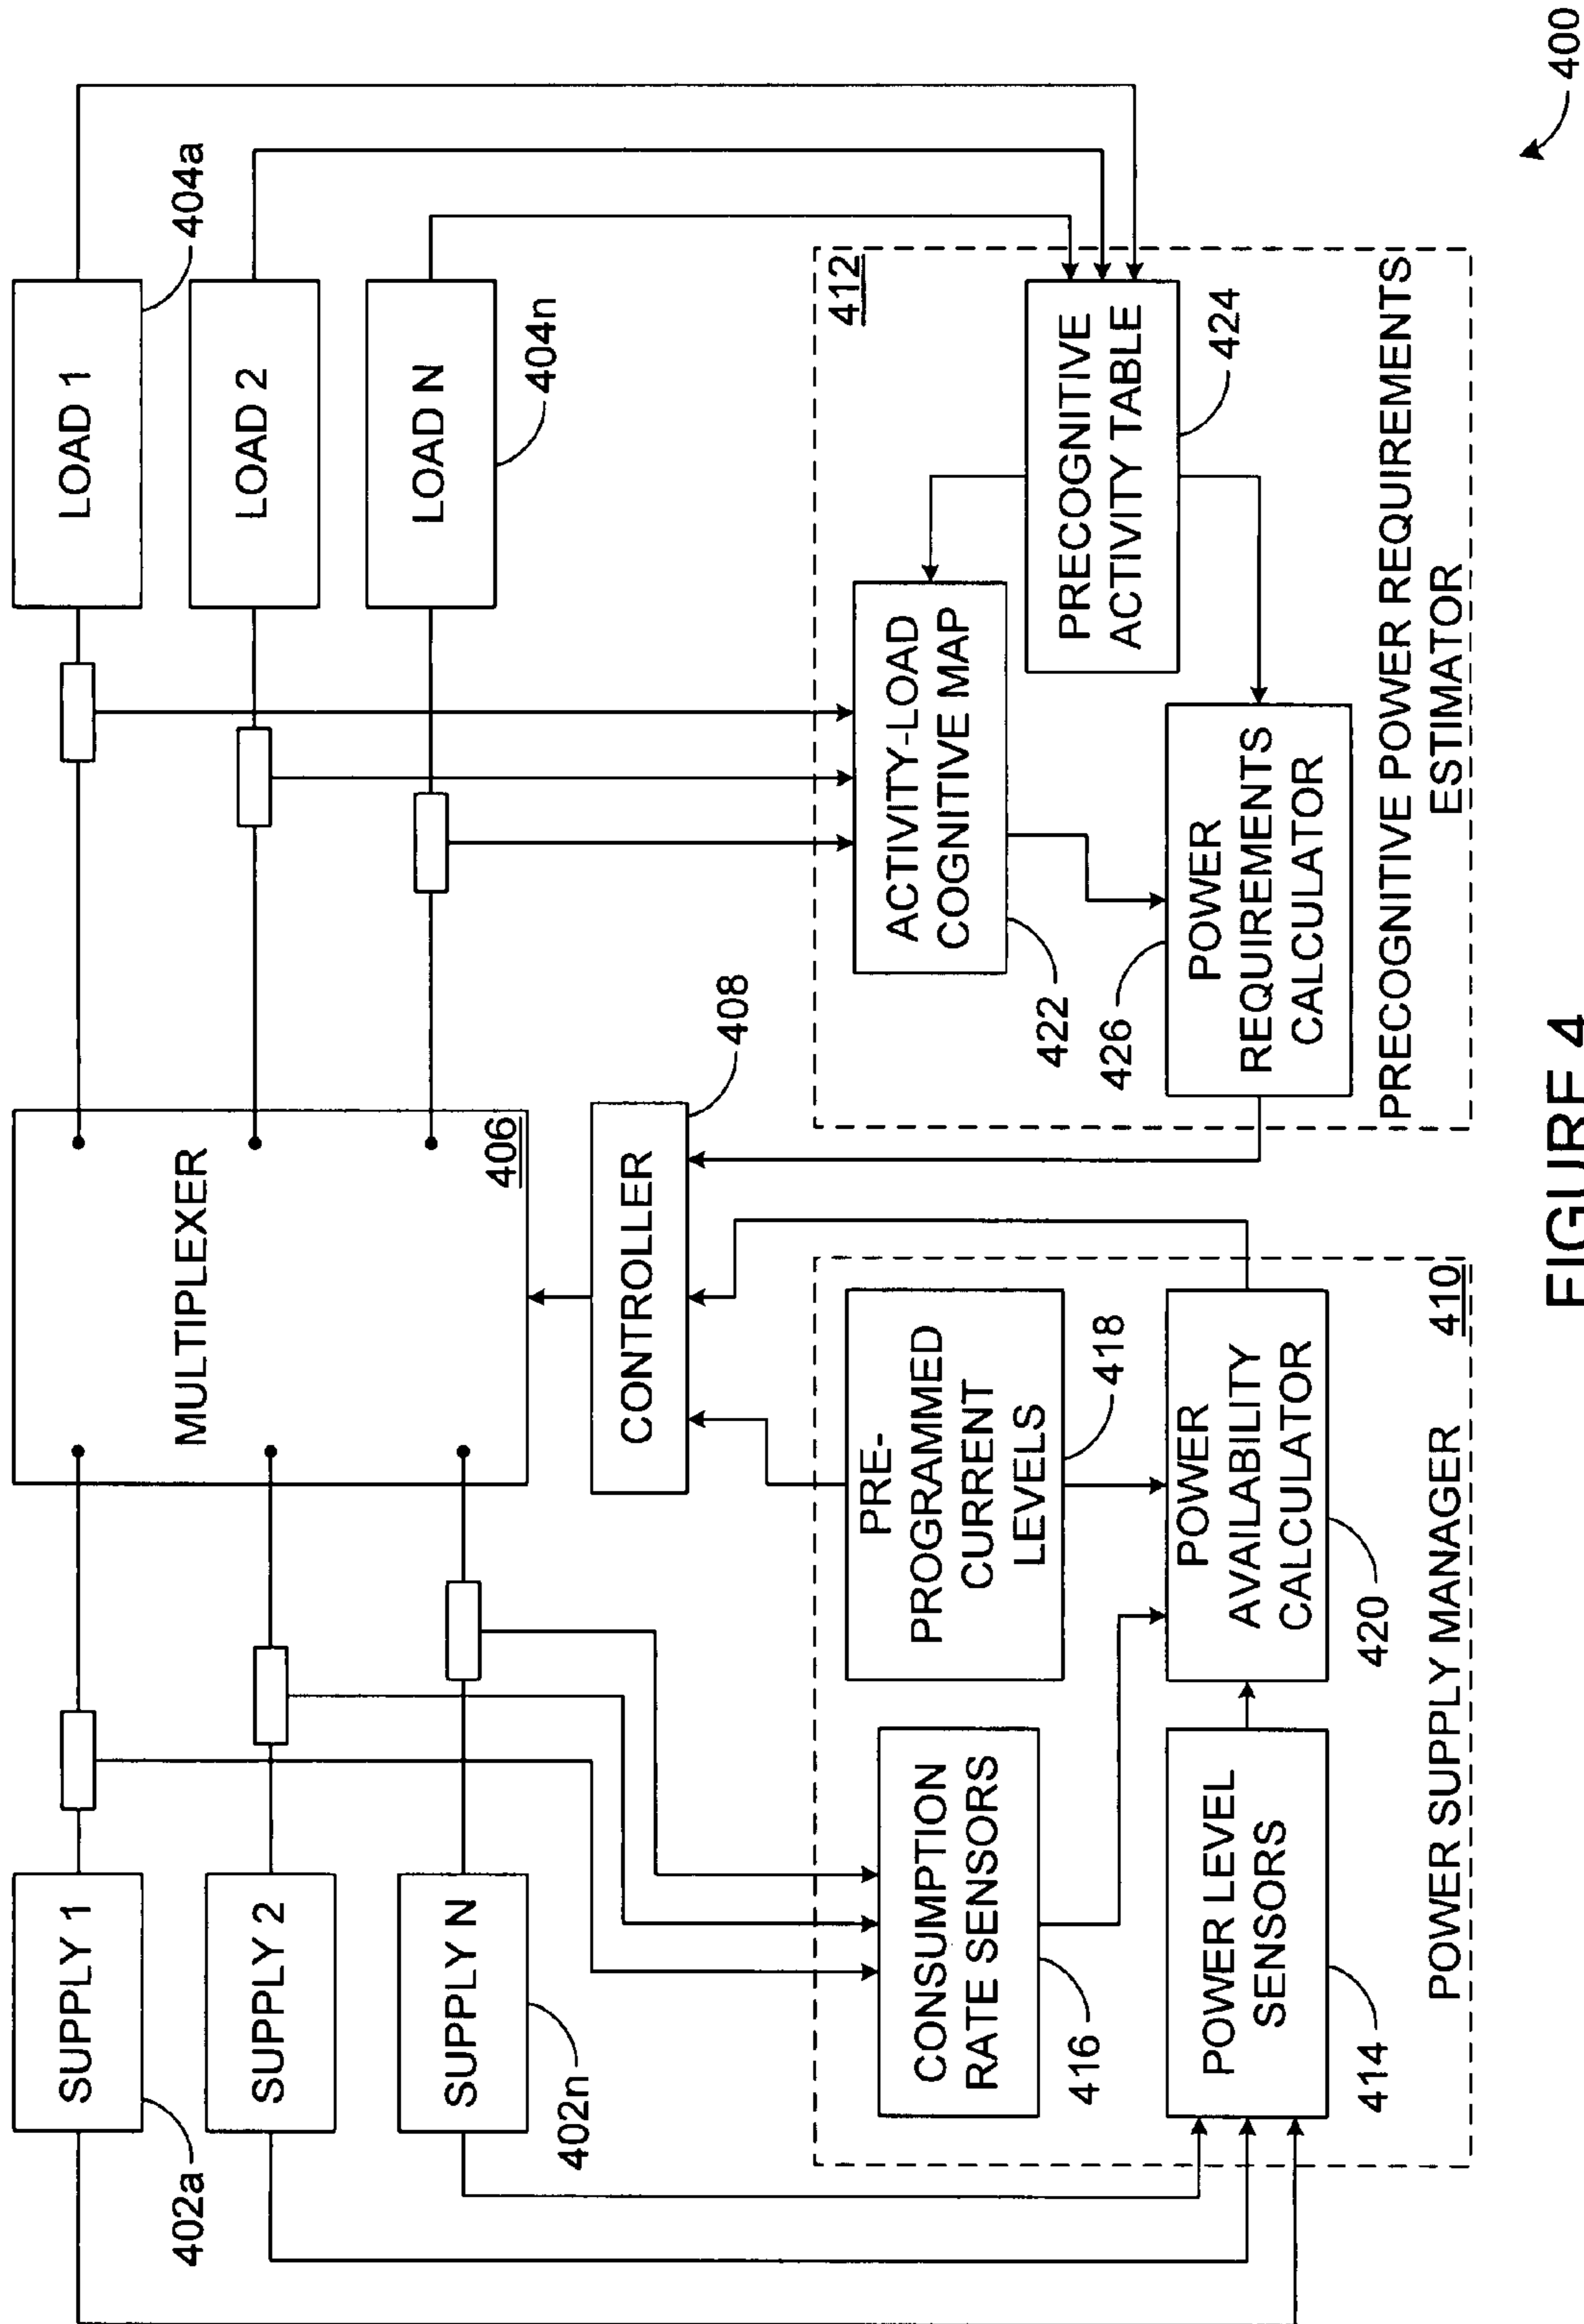 SUPPLY 1
402a
SUPPLY 2
SUPPLY N
402n
MULTIPLEXER
406
LOAD 1
404a
LOAD 2
LOAD N
404n
CONTROLLER
408
CONSUMPTION
RATE SENSORS
416
PRE-
PROGRAMMED
CURRENT
LEVELS
418
POWER LEVEL
SENSORS
414
POWER
AVAILABILITY
CALCULATOR
420
410
POWER SUPPLY MANAGER
412
ACTIVITY-LOAD
COGNITIVE MAP
422
PRECOGNITIVE
ACTIVITY TABLE
424
POWER
REQUIREMENTS
CALCULATOR
426
PRECOGNITIVE POWER REQUIREMENTS
ESTIMATOR
400
FIGURE 4